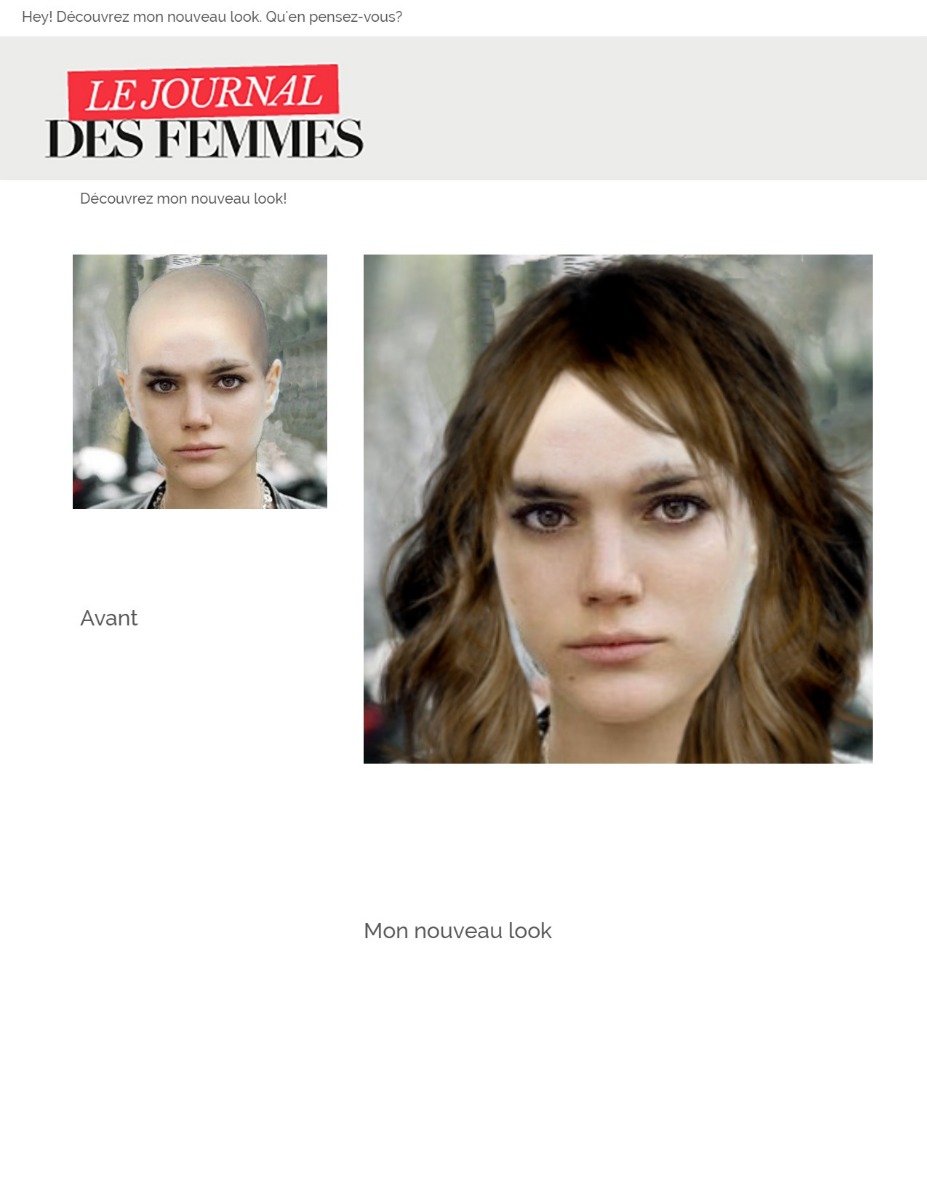 Hey! Découvrez mon nouveau look. Qu'en pensez-vous?
LE JOURNAL
DES FEMMES
Découvrez mon nouveau look!
Avant
Mon nouveau look